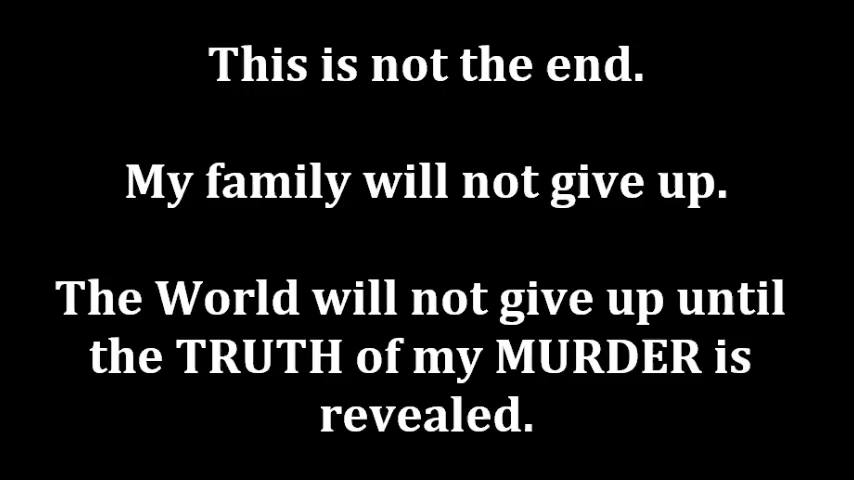 This is not the end.
My family will not give up.
The World will not give up until
the TRUTH of my MURDER is
revealed.